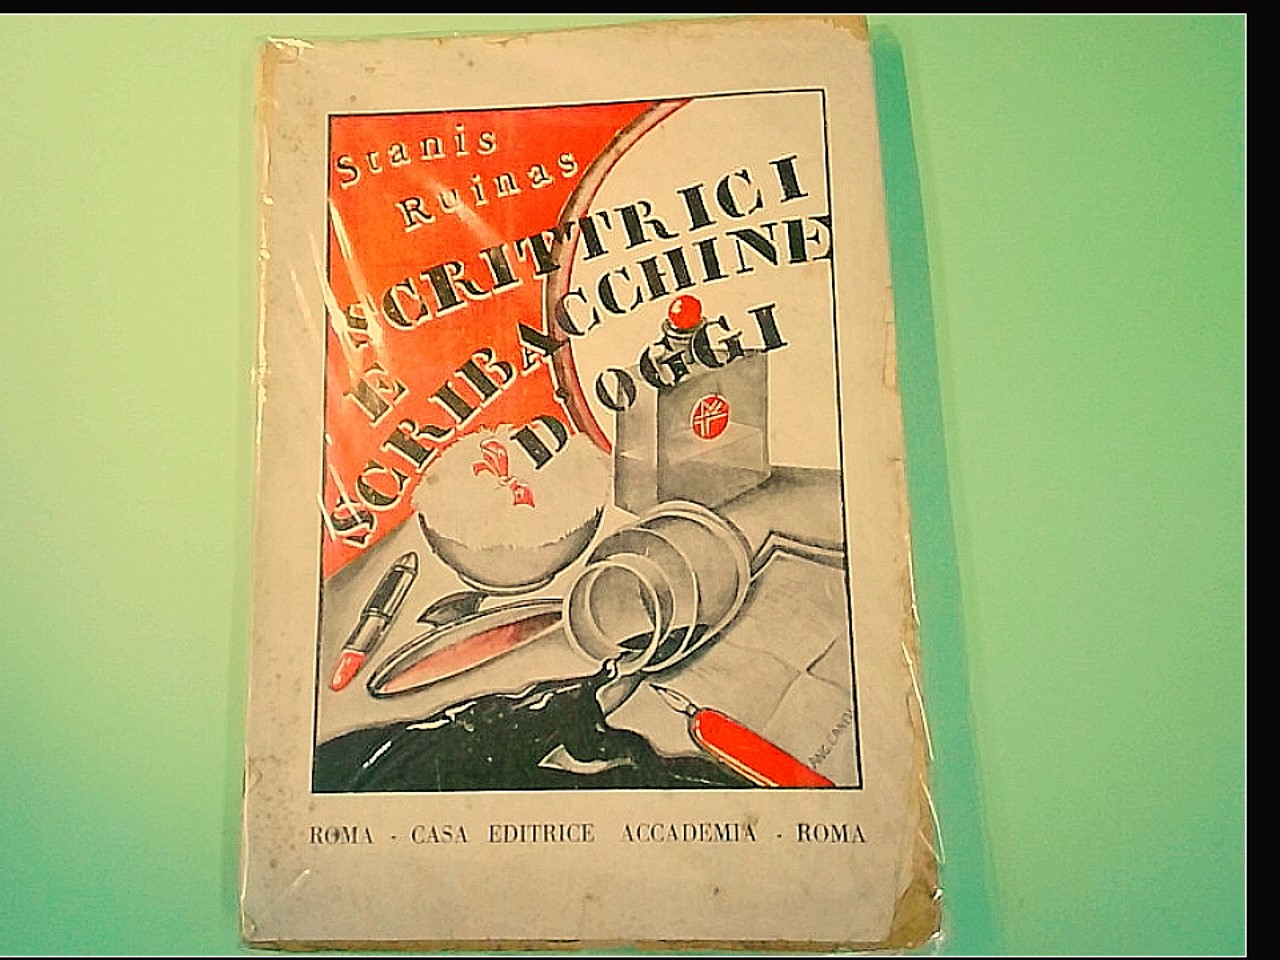 Stanis
Ruinas
SCRITTRICI
E
SCRIBACCHINE
D'OGGI
ROMA - CASA EDITRICE ACCADEMIA - ROMA